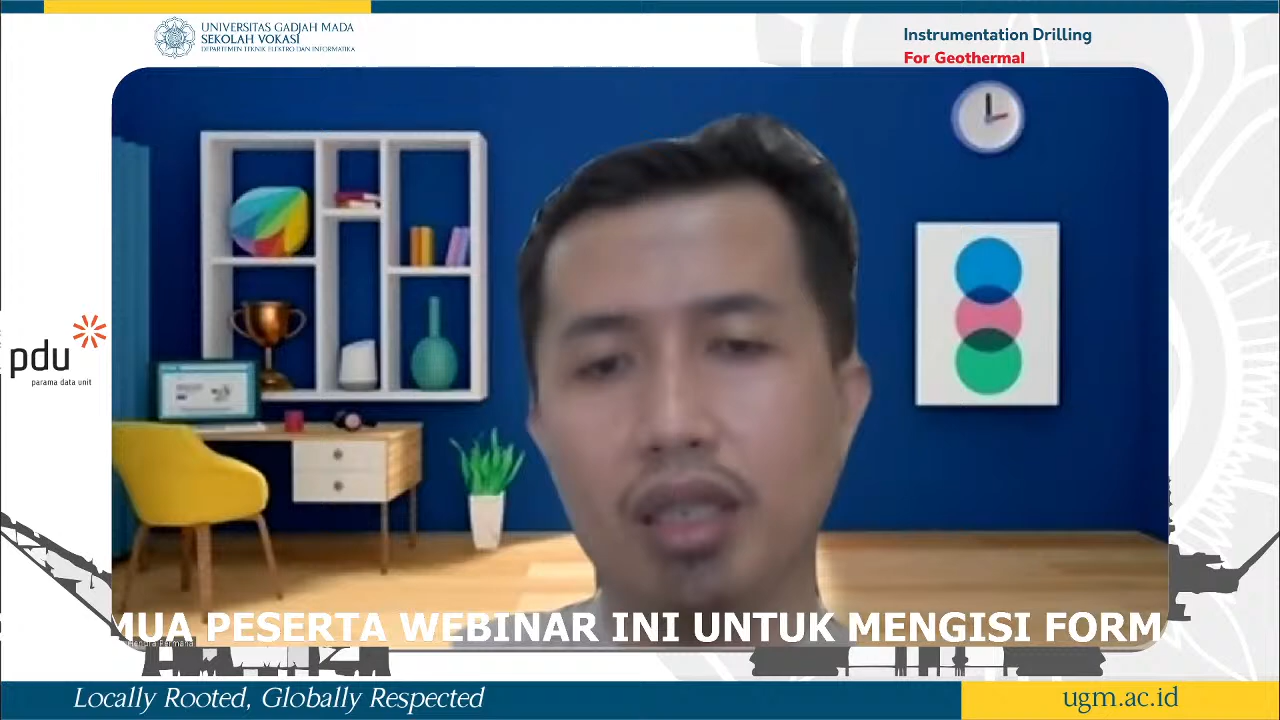 UNIVERSITAS GADJAH MADA
SEKOLAH VOKASI
DEPARTEMEN TEKNIK ELEKTRO DAN INFORMATIKA
Instrumentation Drilling
For Geothermal
pdu
parama data unit
MUA PESERTA WEBINAR INI UNTUK MENGISI FORM
Locally Rooted, Globally Respected
ugm.ac.id